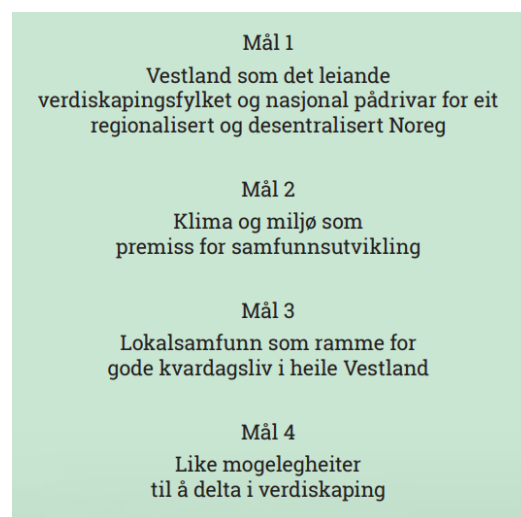 Mål 1
Vestland som det leiande
verdiskapingsfylket og nasjonal pådrivar for eit
regionalisert og desentralisert Noreg
Mål 2
Klima og miljø som
premiss for samfunnsutvikling
Mål 3
Lokalsamfunn som ramme for
gode kvardagsliv i heile Vestland
Mål 4
Like mogelegheiter
til å delta i verdiskaping